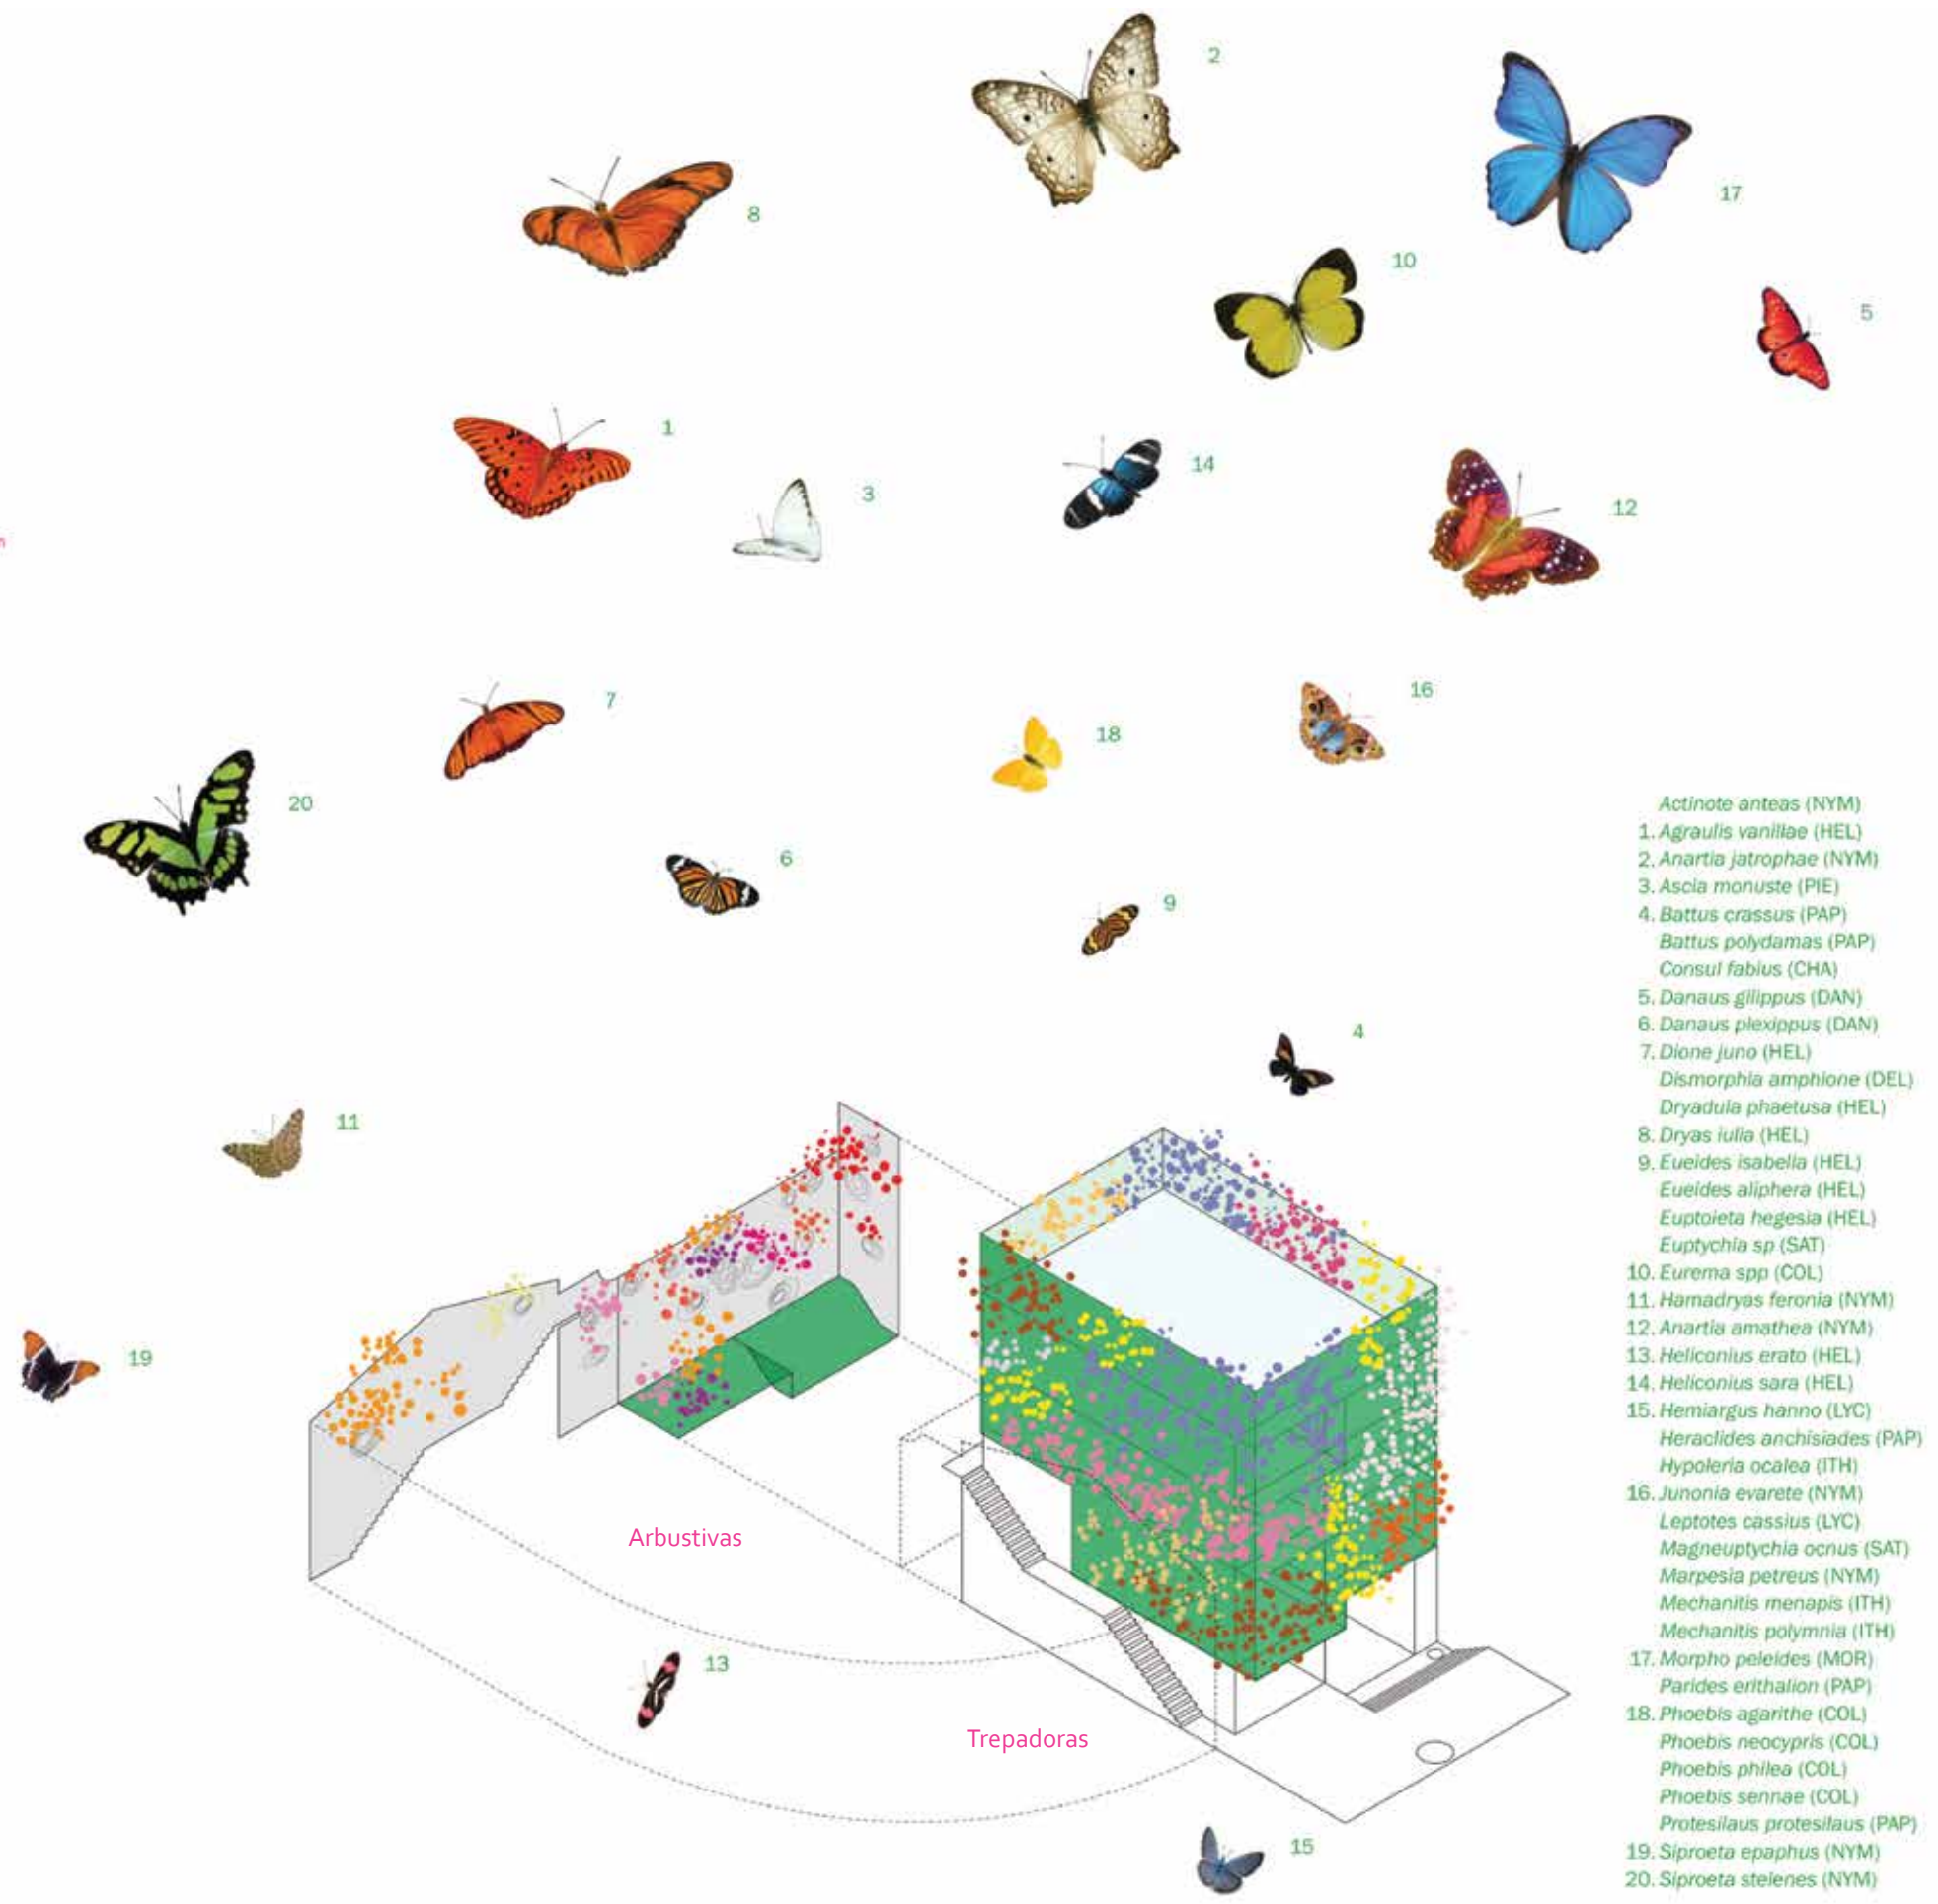 2
17
8
10
5
1
14
3
12
16
7
18
20
6
9
4
11
19
Arbustivas
13
Trepadoras
15
Actinote anteas (NYM)
1. Agraulis vanillae (HEL)
2. Anartia jatrophae (NYM)
3. Ascia monuste (PIE)
4. Battus crassus (PAP)
Battus polydamas (PAP)
Consul fabius (CHA)
5. Danaus gilippus (DAN)
6. Danaus plexippus (DAN)
7. Dione juno (HEL)
Dismorphia amphione (DEL)
Dryadula phaetusa (HEL)
8. Dryas iulia (HEL)
9. Eueides isabella (HEL)
Eueides aliphera (HEL)
Euptoieta hegesia (HEL)
Euptychia sp (SAT)
10. Eurema spp (COL)
11. Hamadryas feronia (NYM)
12. Anartia amathea (NYM)
13. Heliconius erato (HEL)
14. Heliconius sara (HEL)
15. Hemiargus hanno (LYC)
Heraclides anchisiades (PAP)
Hypoleria ocalea (ITH)
16. Junonia evarete (NYM)
Leptotes cassius (LYC)
Magneuptychia ocnus (SAT)
Marpesia petreus (NYM)
Mechanitis menapis (ITH)
Mechanitis polymnia (ITH)
17. Morpho peleides (MOR)
Parides erithalion (PAP)
18. Phoebis agarithe (COL)
Phoebis neocypris (COL)
Phoebis philea (COL)
Phoebis sennae (COL)
Protesilaus protesilaus (PAP)
19. Siproeta epaphus (NYM)
20. Siproeta stelenes (NYM)